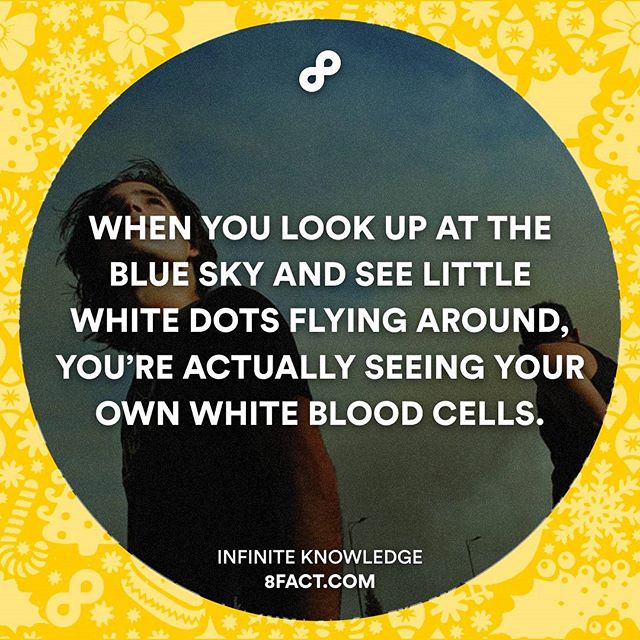 WHEN YOU LOOK UP AT THE
BLUE SKY AND SEE LITTLE
WHITE DOTS FLYING AROUND,
YOU’RE ACTUALLY SEEING YOUR
OWN WHITE BLOOD CELLS.
INFINITE KNOWLEDGE
8FACT.COM